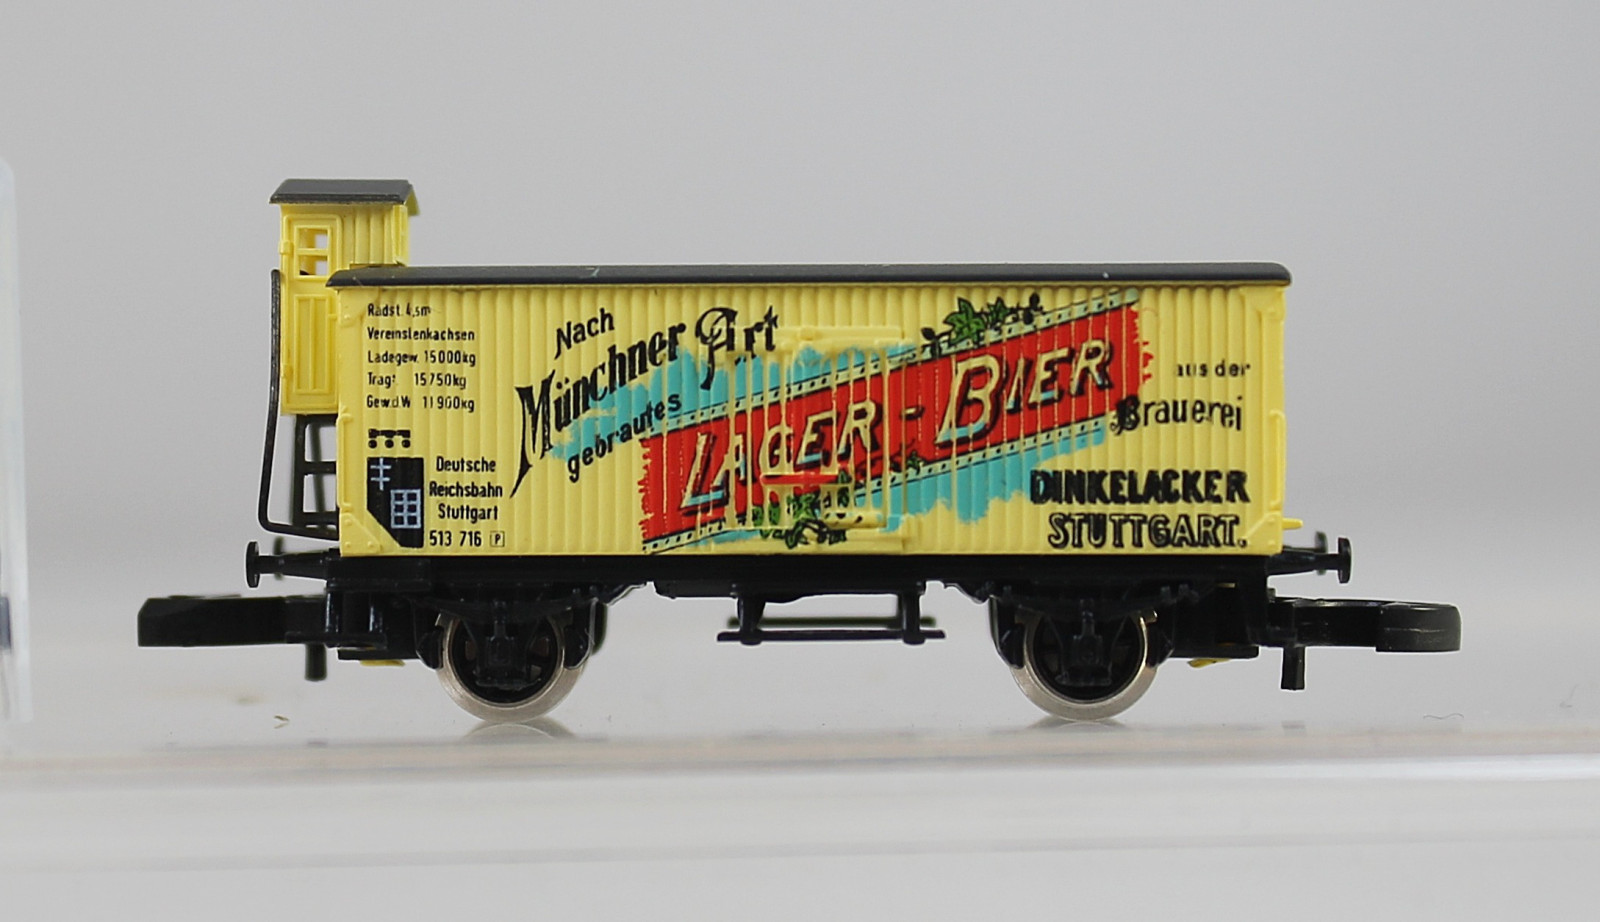 Radst. 4,5m
Vereinslenkachsen
Ladegew. 15000kg
Tragf. 15750kg
Gew.d.W 11900kg
Deutsche
Reichsbahn
Stuttgart
513 716 P
Nach
Münchner Art
gebrautes
LAGER-BIER
aus der
Brauerei
DINKELACKER
STUTTGART.